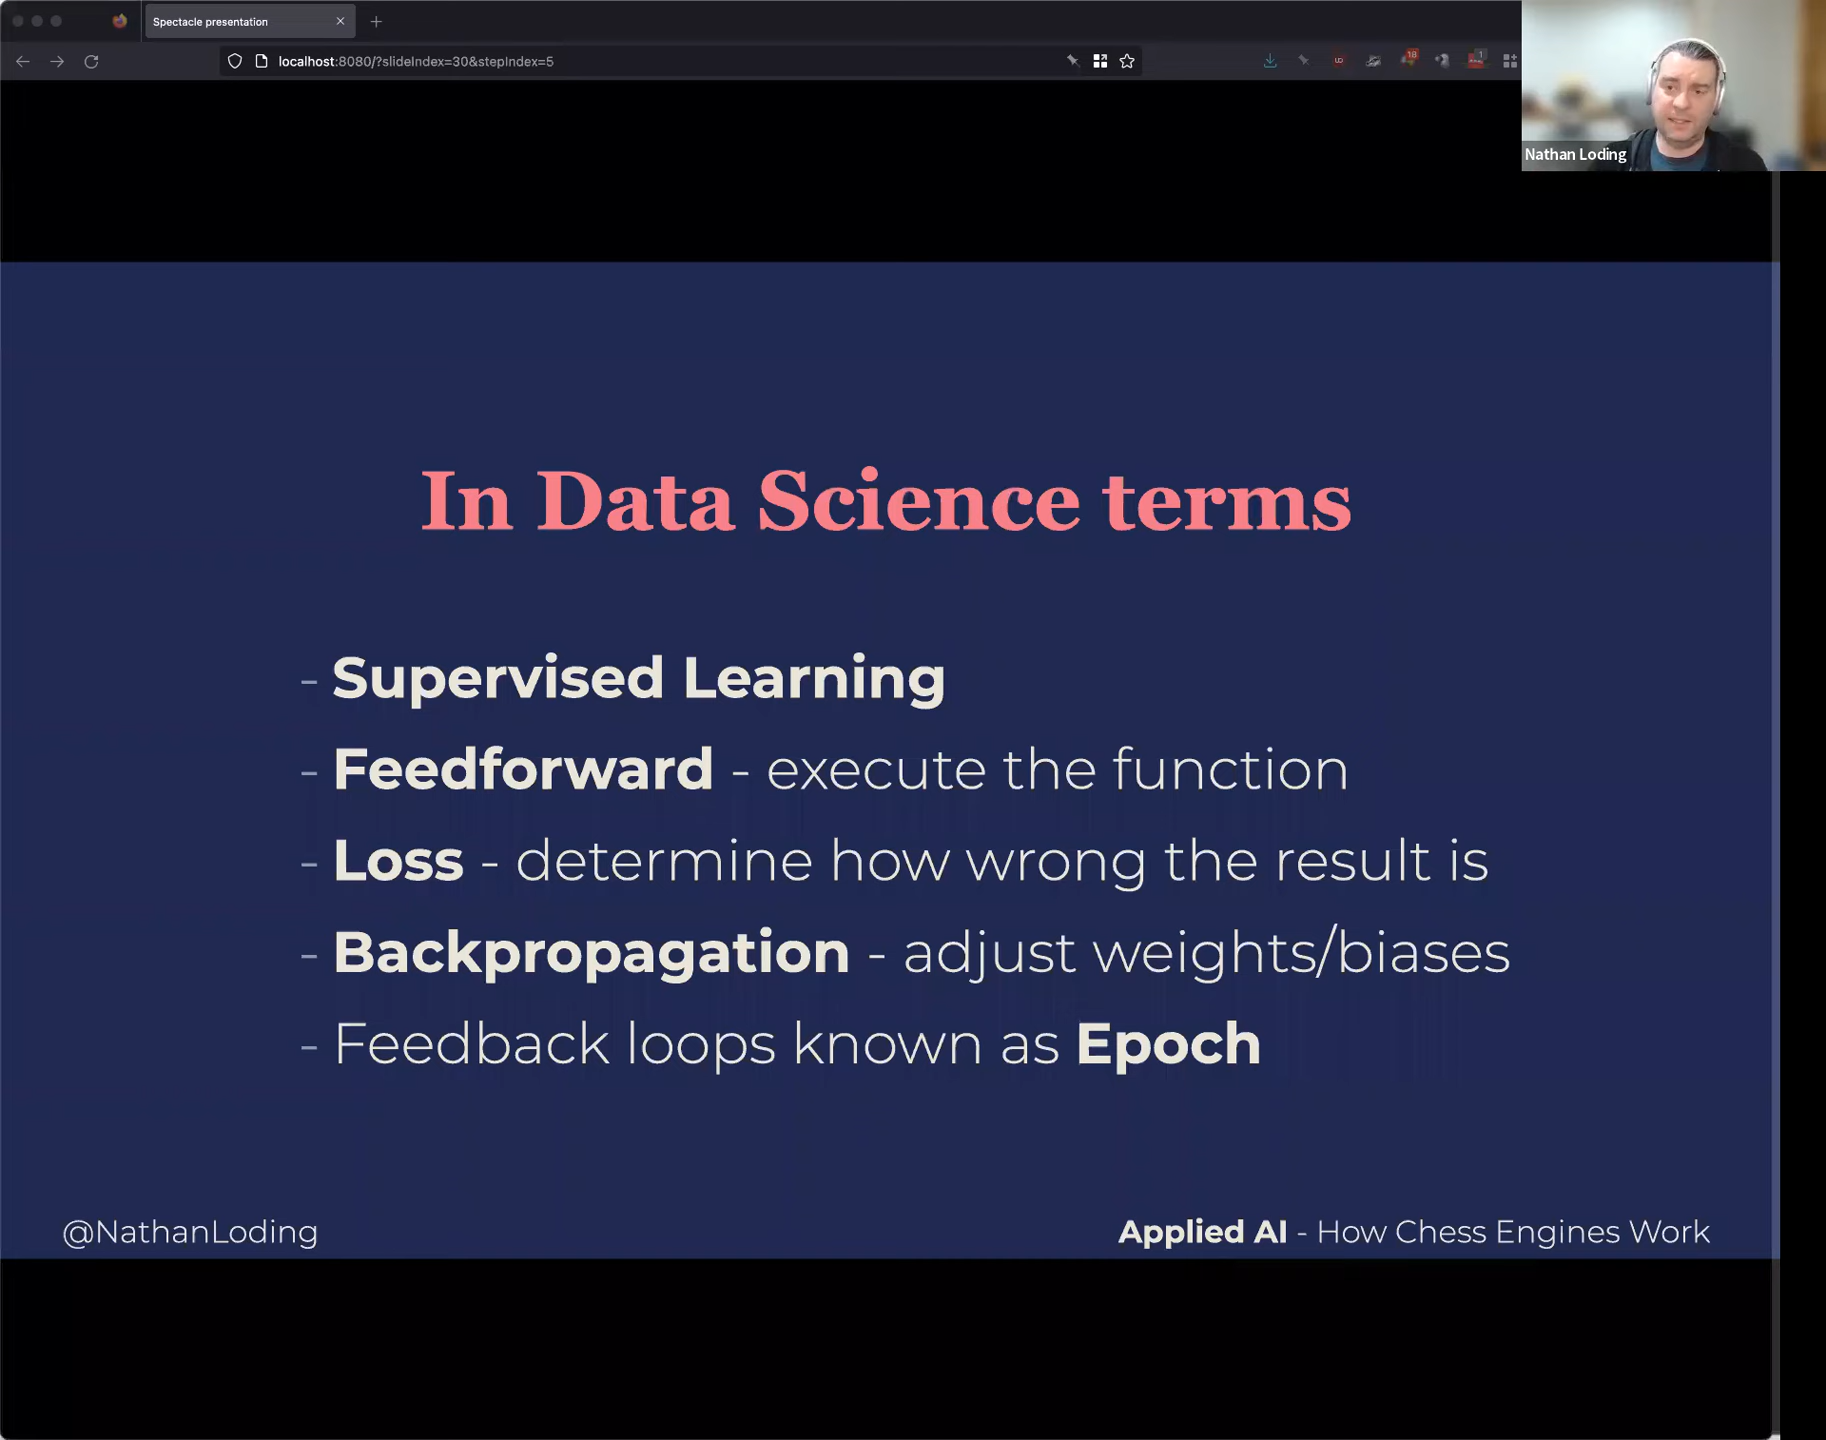 Spectacle presentation
localhost:8080/?slideIndex=30&stepIndex=5
18
1
Nathan Loding
In Data Science terms
- Supervised Learning
- Feedforward - execute the function
- Loss - determine how wrong the result is
- Backpropagation - adjust weights/biases
- Feedback loops known as Epoch
@NathanLoding
Applied AI - How Chess Engines Work